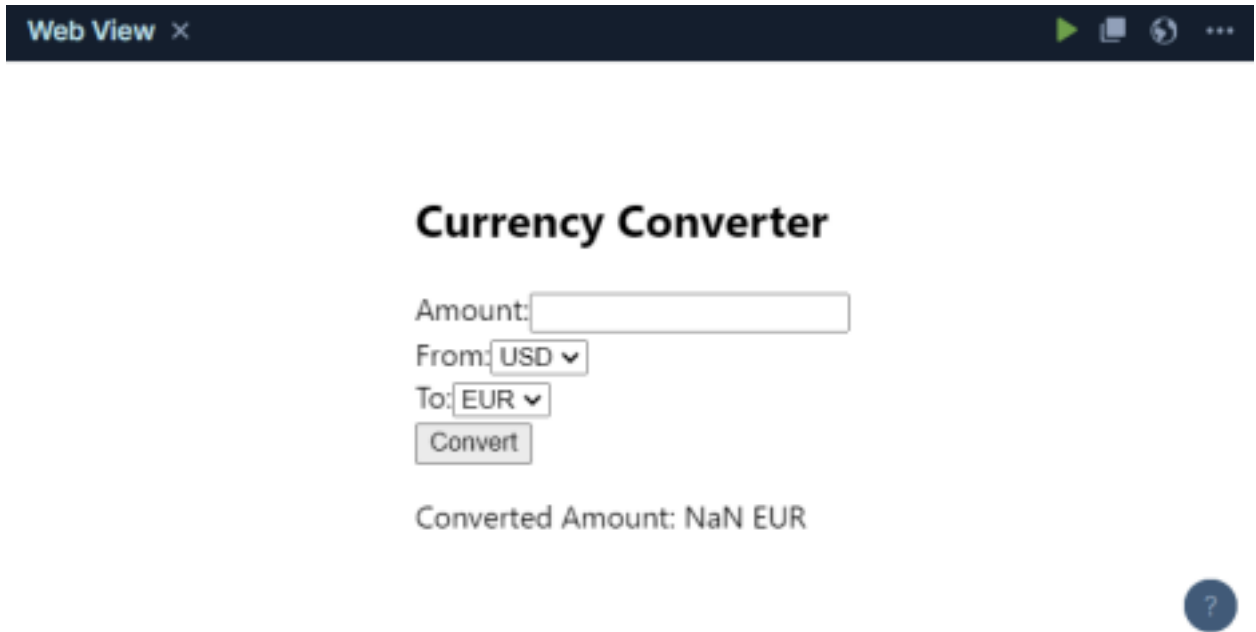 Web View ×
Currency Converter
Amount:
From: USD
To: EUR
Convert
Converted Amount: NaN EUR
?